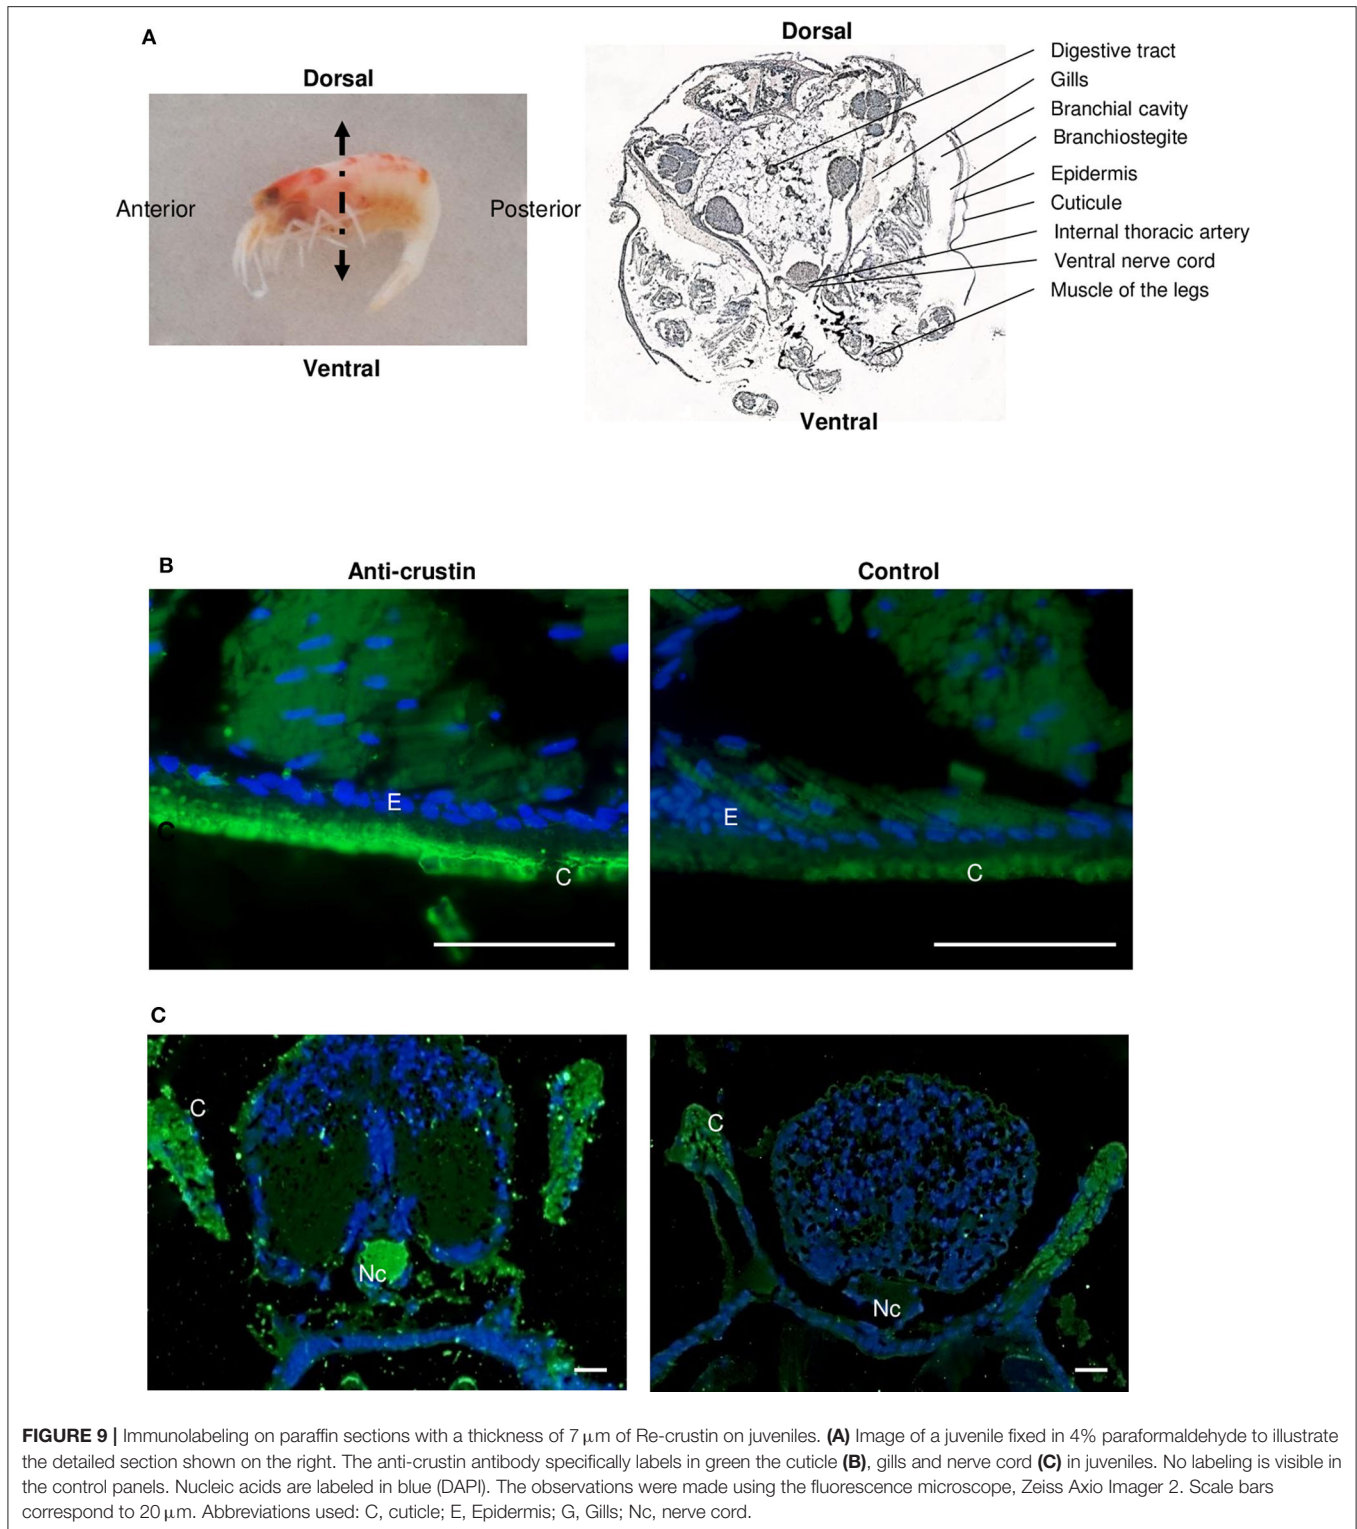 A
Dorsal
Dorsal
Anterior
Posterior
Ventral
Ventral
Digestive tract
Gills
Branchial cavity
Branchiostegite
Epidermis
Cuticule
Internal thoracic artery
Ventral nerve cord
Muscle of the legs
B
Anti-crustin
Control
E
C
C
E
C
C
C
Nc
C
Nc
FIGURE 9 | Immunolabeling on paraffin sections with a thickness of 7 μm of Re-crustin on juveniles. (A) Image of a juvenile fixed in 4% paraformaldehyde to illustrate
the detailed section shown on the right. The anti-crustin antibody specifically labels in green the cuticle (B), gills and nerve cord (C) in juveniles. No labeling is visible in
the control panels. Nucleic acids are labeled in blue (DAPI). The observations were made using the fluorescence microscope, Zeiss Axio Imager 2. Scale bars
correspond to 20 μm. Abbreviations used: C, cuticle; E, Epidermis; G, Gills; Nc, nerve cord.